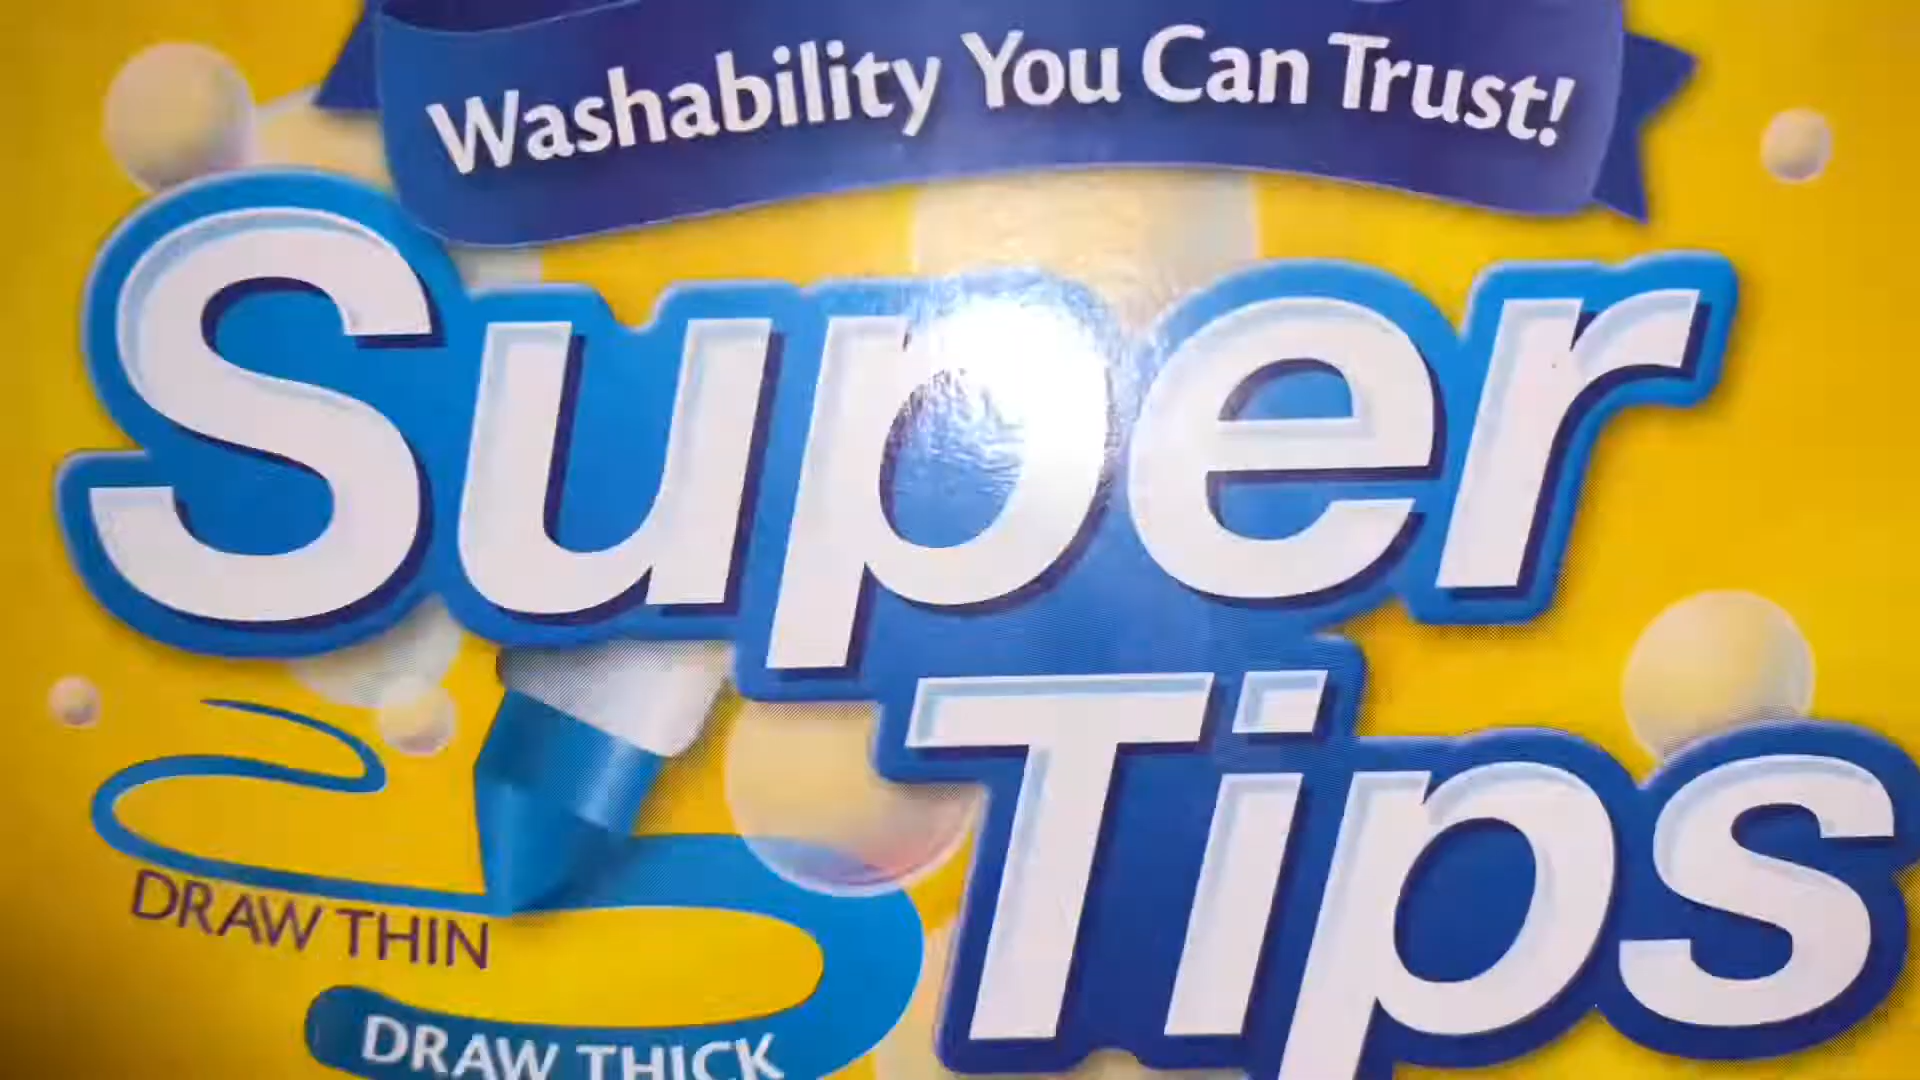 Washability You Can Trust!
Super
Tips
DRAW THIN
DRAW THICK